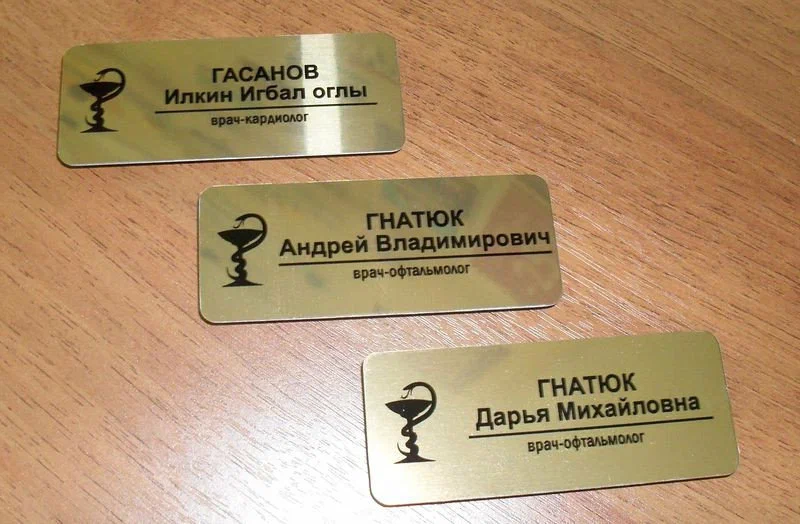 ГАСАНОВ
Илкин Игбал оглы
врач-кардиолог
ГНАТЮК
Андрей Владимирович
врач-офтальмолог
ГНАТЮК
Дарья Михайловна
врач-офтальмолог